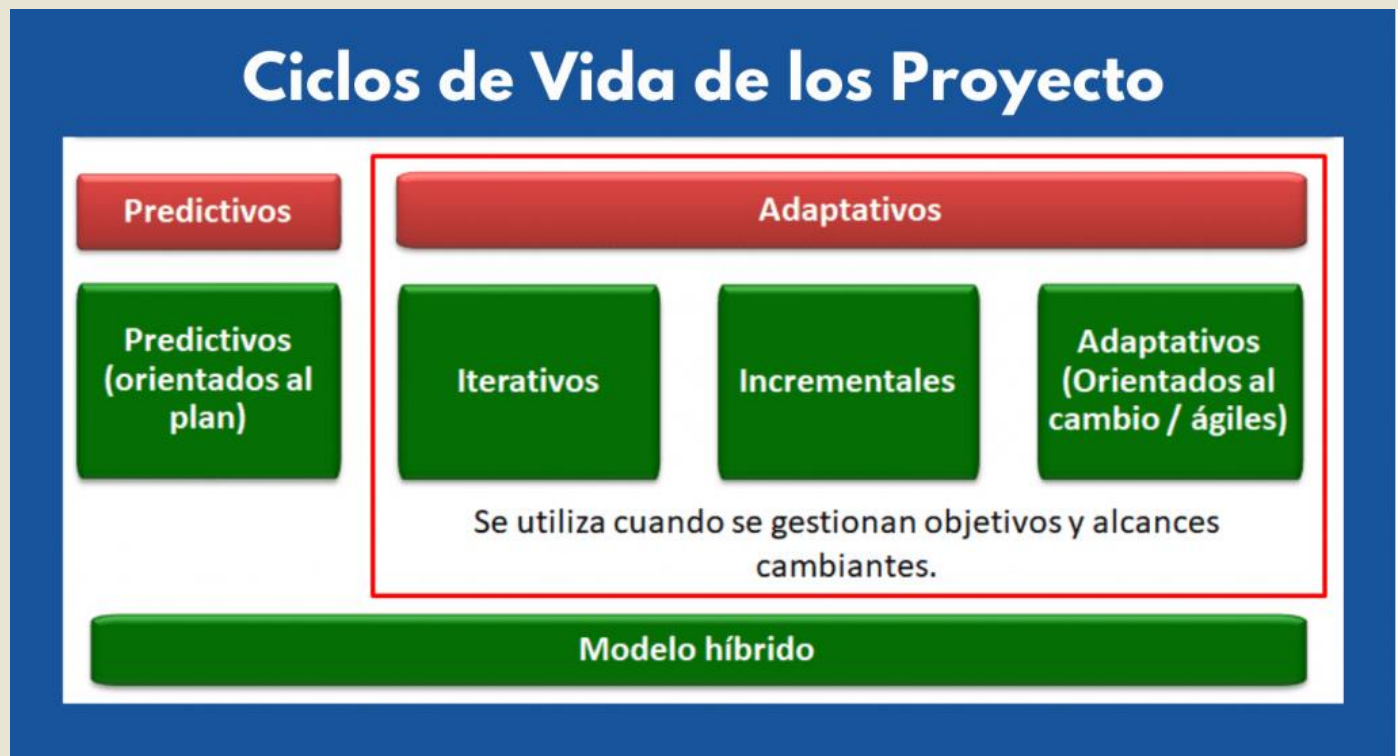 Ciclos de Vida de los Proyecto
Predictivos
Adaptativos
Predictivos
(orientados al
plan)
Iterativos
Incrementales
Adaptativos
(Orientados al
cambio / ágiles)
Se utiliza cuando se gestionan objetivos y alcances
cambiantes.
Modelo híbrido